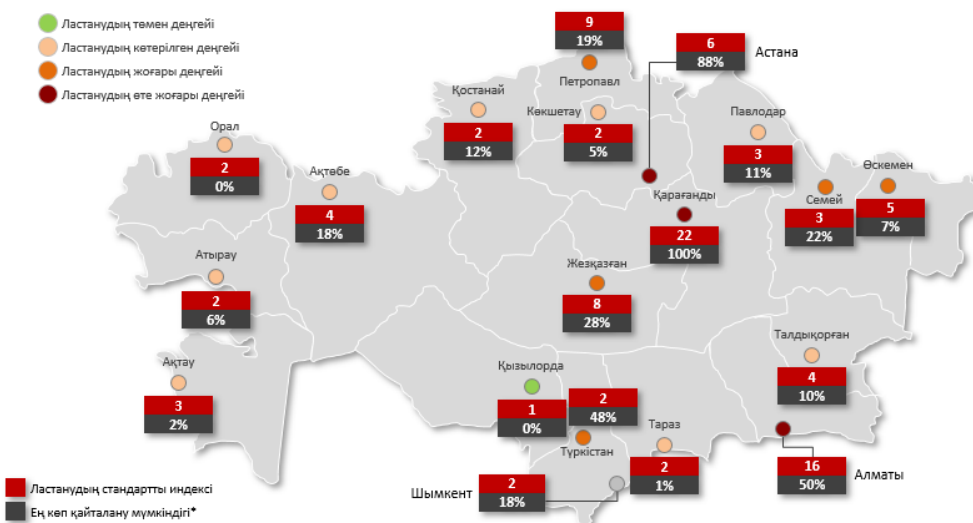 Ластанудың төмен деңгейі
Ластанудың көтерілген деңгейі
Ластанудың жоғары деңгейі
Ластанудың өте жоғары деңгейі
9
19%
Петропавл
6
88%
Астана
Қостанай
2
12%
Көкшетау
2
5%
Павлодар
3
11%
Орал
2
0%
Ақтөбе
4
18%
Өскемен
5
7%
Семей
3
22%
Қарағанды
22
100%
Атырау
2
6%
Жезқазған
8
28%
Ақтау
3
2%
Қызылорда
1
0%
2
48%
Түркістан
Тараз
2
1%
Талдықорған
4
10%
Шымкент
2
18%
16
50%
Алматы
Ластанудың стандартты индексі
Ең көп қайталану мүмкіндігі*